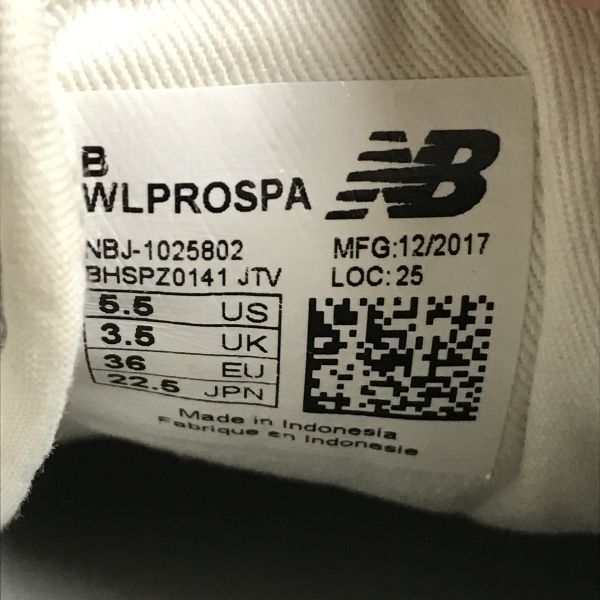 B
WLPROSPA
NB
NBJ-1025802
MFG:12/2017
BHSPZ0141 JTV
LOC:25
5.5 US
3.5 UK
36 EU
22.5 JPN
Made in Indonesia
Fabrique en Indonesie